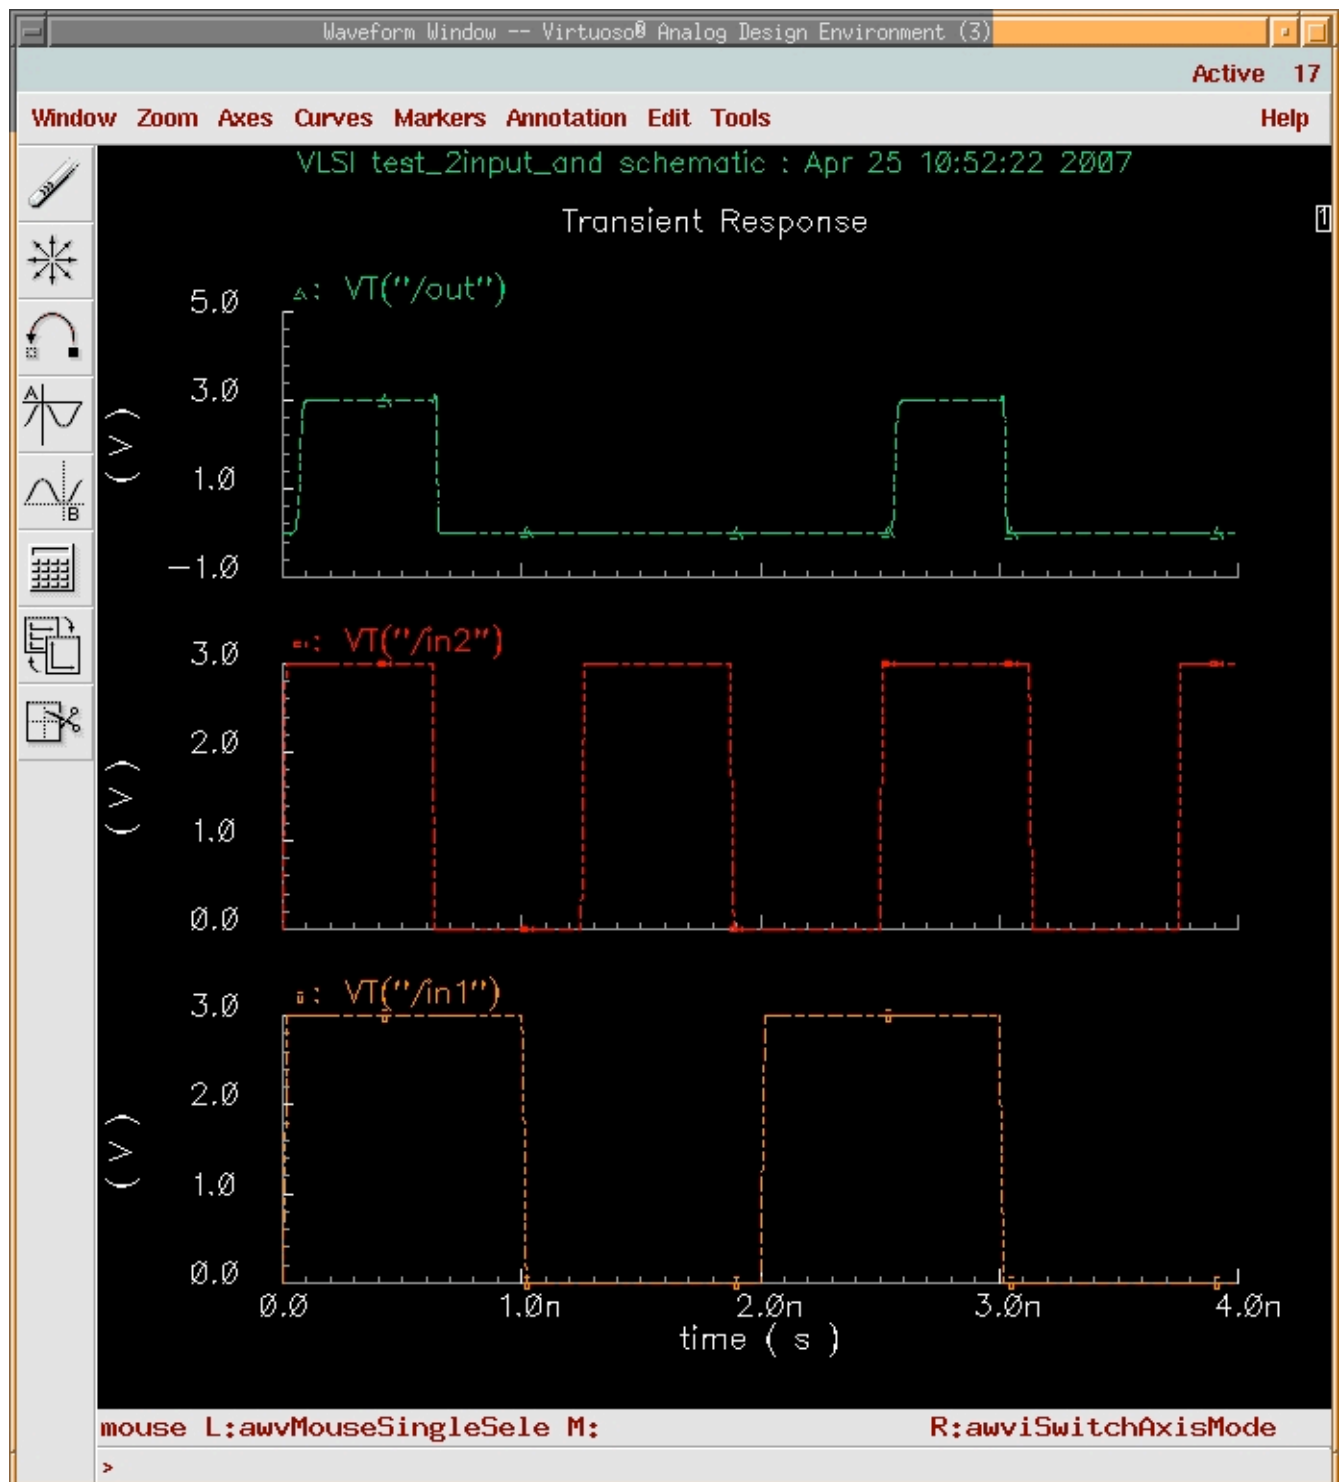 Waveform Window -- Virtuoso® Analog Design Environment (3)
Active 17
Window Zoom Axes Curves Markers Annotation Edit Tools Help
VLSI test_2input_and schematic : Apr 25 10:52:22 2007
Transient Response
1
A
B
▵: VT("/out")
5.0
3.0
1.0
-1.0
(V)
▫: VT("/in2")
3.0
2.0
1.0
0.0
(V)
▫: VT("/in1")
3.0
2.0
1.0
0.0
(V)
0.0 1.0n 2.0n 3.0n 4.0n
time ( s )
mouse L:awvMouseSingleSele M: R:awviSwitchAxisMode
>